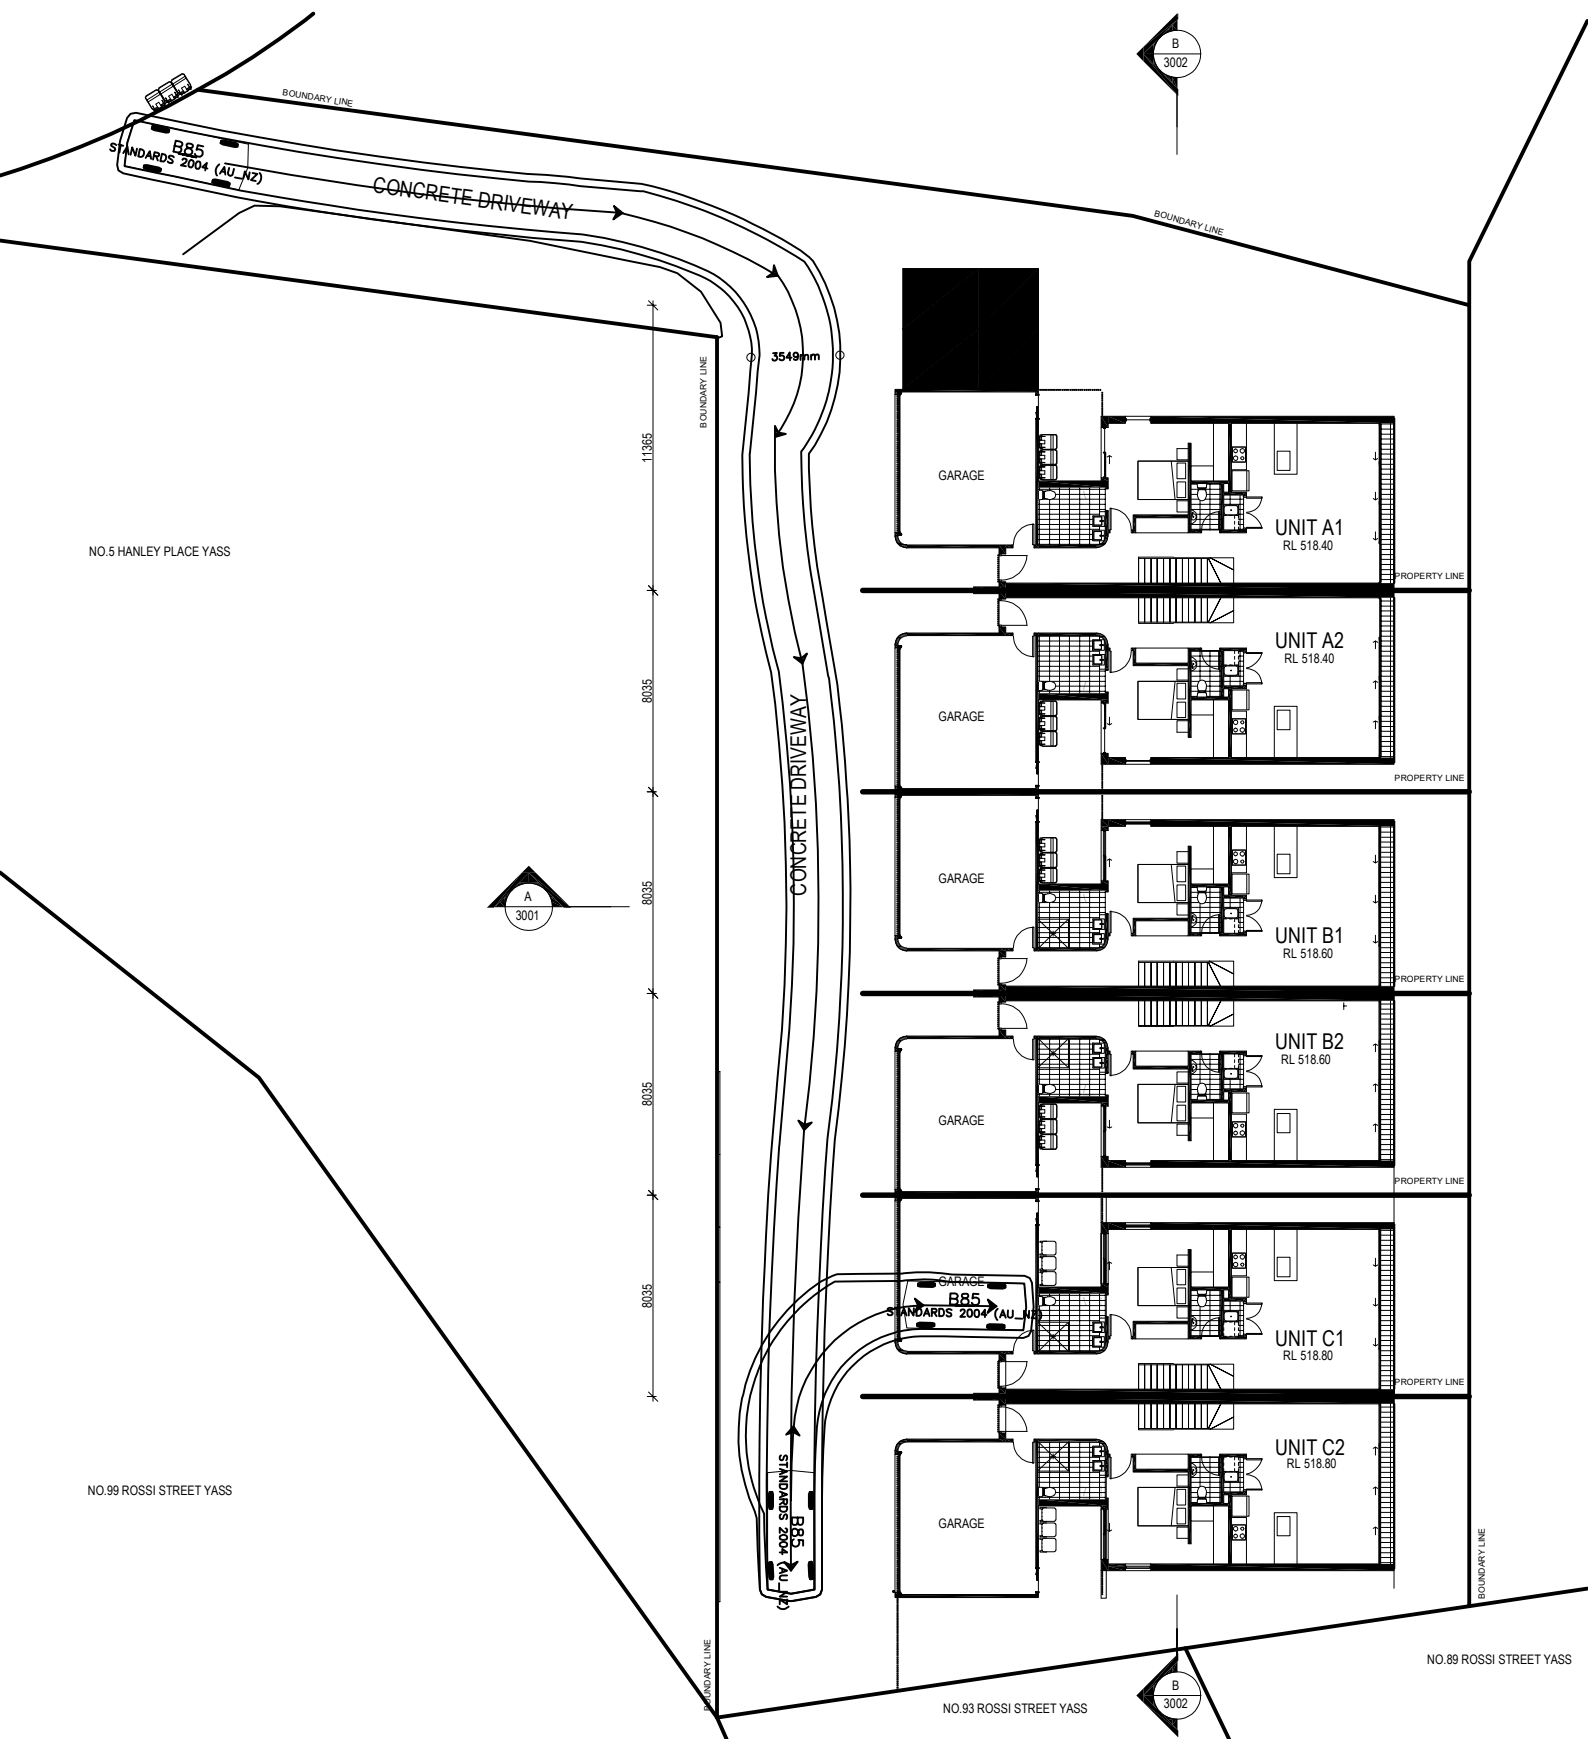 B
3002
BOUNDARY LINE
B85
STANDARDS 2004 (AU_NZ)
CONCRETE DRIVEWAY
BOUNDARY LINE
3549mm
BOUNDARY LINE
11365
GARAGE
UNIT A1
RL 518.40
NO.5 HANLEY PLACE YASS
PROPERTY LINE
UNIT A2
RL 518.40
8035
GARAGE
CONCRETE DRIVEWAY
PROPERTY LINE
GARAGE
8035
A
3001
UNIT B1
RL 518.60
PROPERTY LINE
UNIT B2
RL 518.60
8035
GARAGE
PROPERTY LINE
GARAGE
B85
STANDARDS 2004 (AU_NZ)
8035
UNIT C1
RL 518.80
PROPERTY LINE
UNIT C2
RL 518.80
NO.99 ROSSI STREET YASS
B85
STANDARDS 2004 (AU_NZ)
GARAGE
BOUNDARY LINE
BOUNDARY LINE
NO.89 ROSSI STREET YASS
B
3002
NO.93 ROSSI STREET YASS